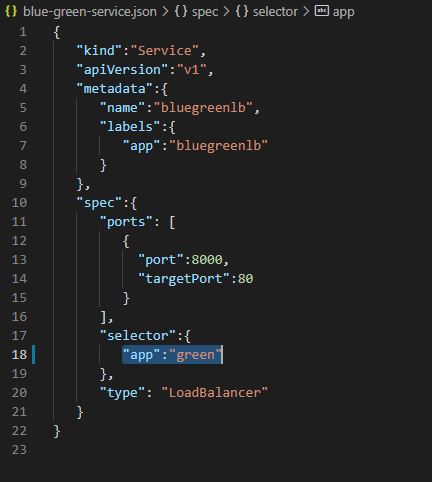 {} blue-green-service.json > {} spec > {} selector > abc app
1 {
2 "kind":"Service",
3 "apiVersion":"v1",
4 "metadata":{
5 "name":"bluegreenlb",
6 "labels":{
7 "app":"bluegreenlb"
8 }
9 },
10 "spec":{
11 "ports": [
12 {
13 "port":8000,
14 "targetPort":80
15 }
16 ],
17 "selector":{
18 "app":"green"
19 },
20 "type": "LoadBalancer"
21 }
22 }
23